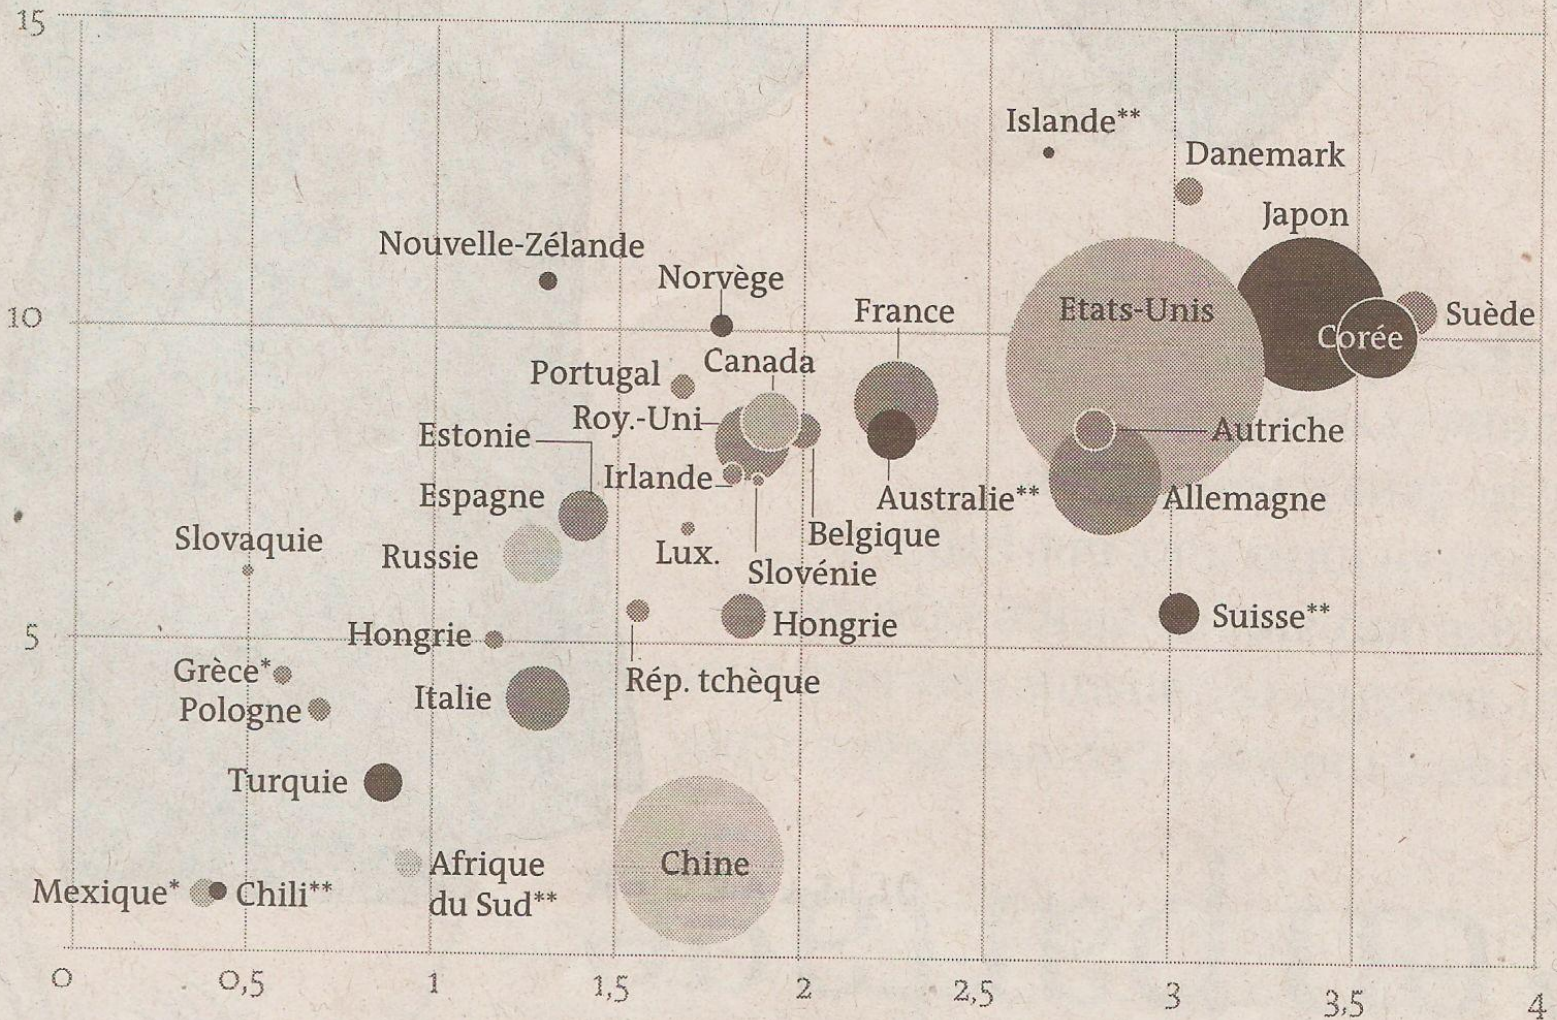 15
Islande**
Danemark
Japon
Nouvelle-Zélande
Norvège
France
Etats-Unis
Suède
10
Corée
Canada
Portugal
Roy.-Uni
Estonie
Autriche
Irlande
Espagne
Australie**
Allemagne
Belgique
Slovaquie
Russie
Lux.
Slovénie
Suisse**
Hongrie
5
Hongrie
Grèce*
Rép. tchèque
Italie
Pologne
Turquie
Afrique
du Sud**
Chine
Mexique*
Chili**
0
0,5
1
1,5
2
2,5
3
3,5
4